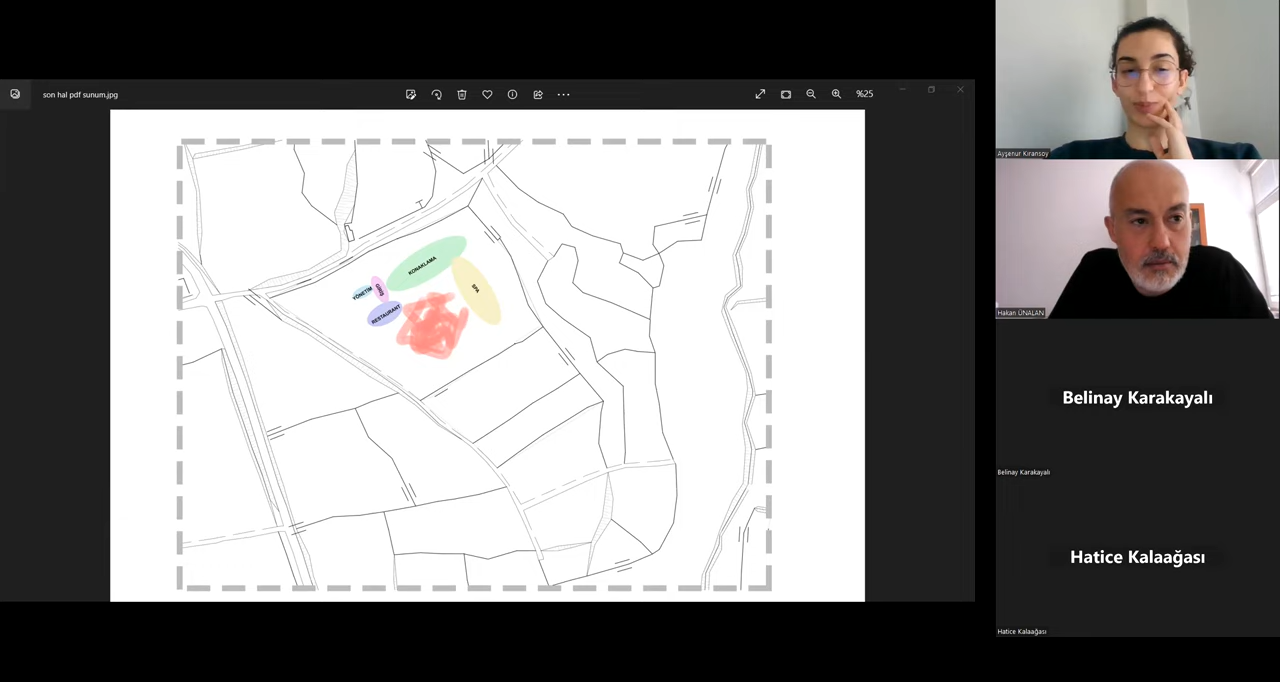 son hal pdf sunum.jpg
%25
KONAKLAMA
SPA
YÖNETİM
GİRİŞ
RESTAURANT
Ayşenur Kıransoy
Hakan ÜNALAN
Belinay Karakayalı
Belinay Karakayalı
Hatice Kalaağası
Hatice Kalaağası